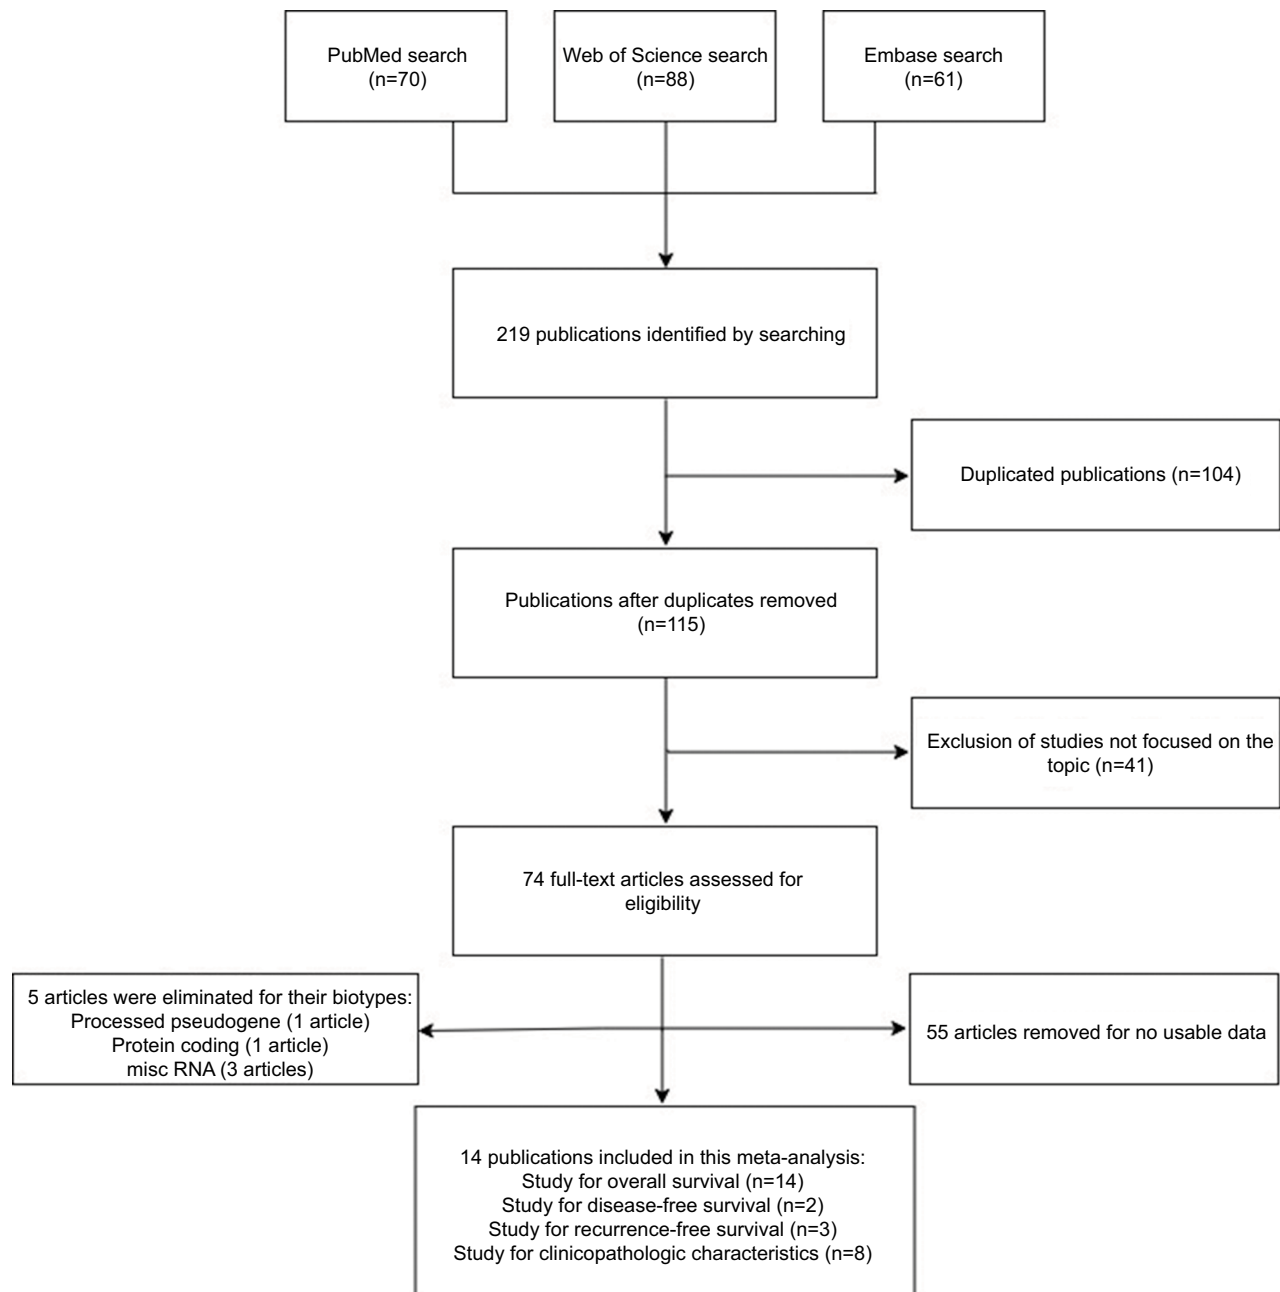 PubMed search
(n=70)
Web of Science search
(n=88)
Embase search
(n=61)
219 publications identified by searching
Duplicated publications (n=104)
Publications after duplicates removed
(n=115)
Exclusion of studies not focused on the
topic (n=41)
74 full-text articles assessed for
eligibility
5 articles were eliminated for their biotypes:
Processed pseudogene (1 article)
Protein coding (1 article)
misc RNA (3 articles)
55 articles removed for no usable data
14 publications included in this meta-analysis:
Study for overall survival (n=14)
Study for disease-free survival (n=2)
Study for recurrence-free survival (n=3)
Study for clinicopathologic characteristics (n=8)